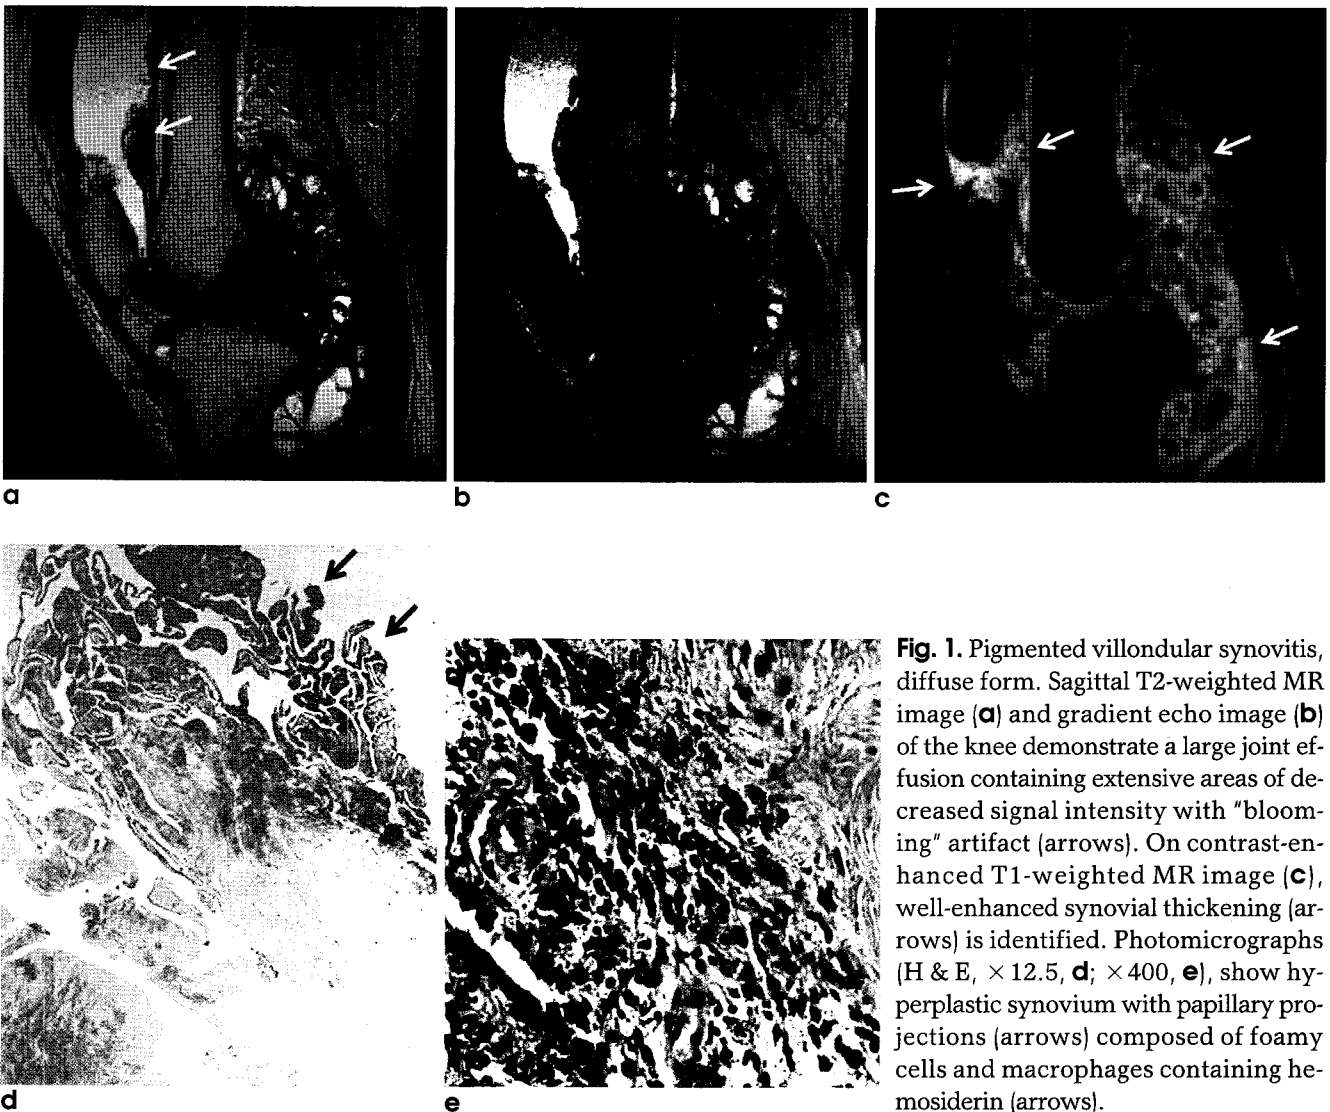 a
b
c
d
e
Fig. 1. Pigmented villondular synovitis,
diffuse form. Sagittal T2-weighted MR
image (a) and gradient echo image (b)
of the knee demonstrate a large joint ef-
fusion containing extensive areas of de-
creased signal intensity with "bloom-
ing" artifact (arrows). On contrast-en-
hanced T1-weighted MR image (c),
well-enhanced synovial thickening (ar-
rows) is identified. Photomicrographs
(H & E, ×12.5, d; ×400, e), show hy-
perplastic synovium with papillary pro-
jections (arrows) composed of foamy
cells and macrophages containing he-
mosiderin (arrows).